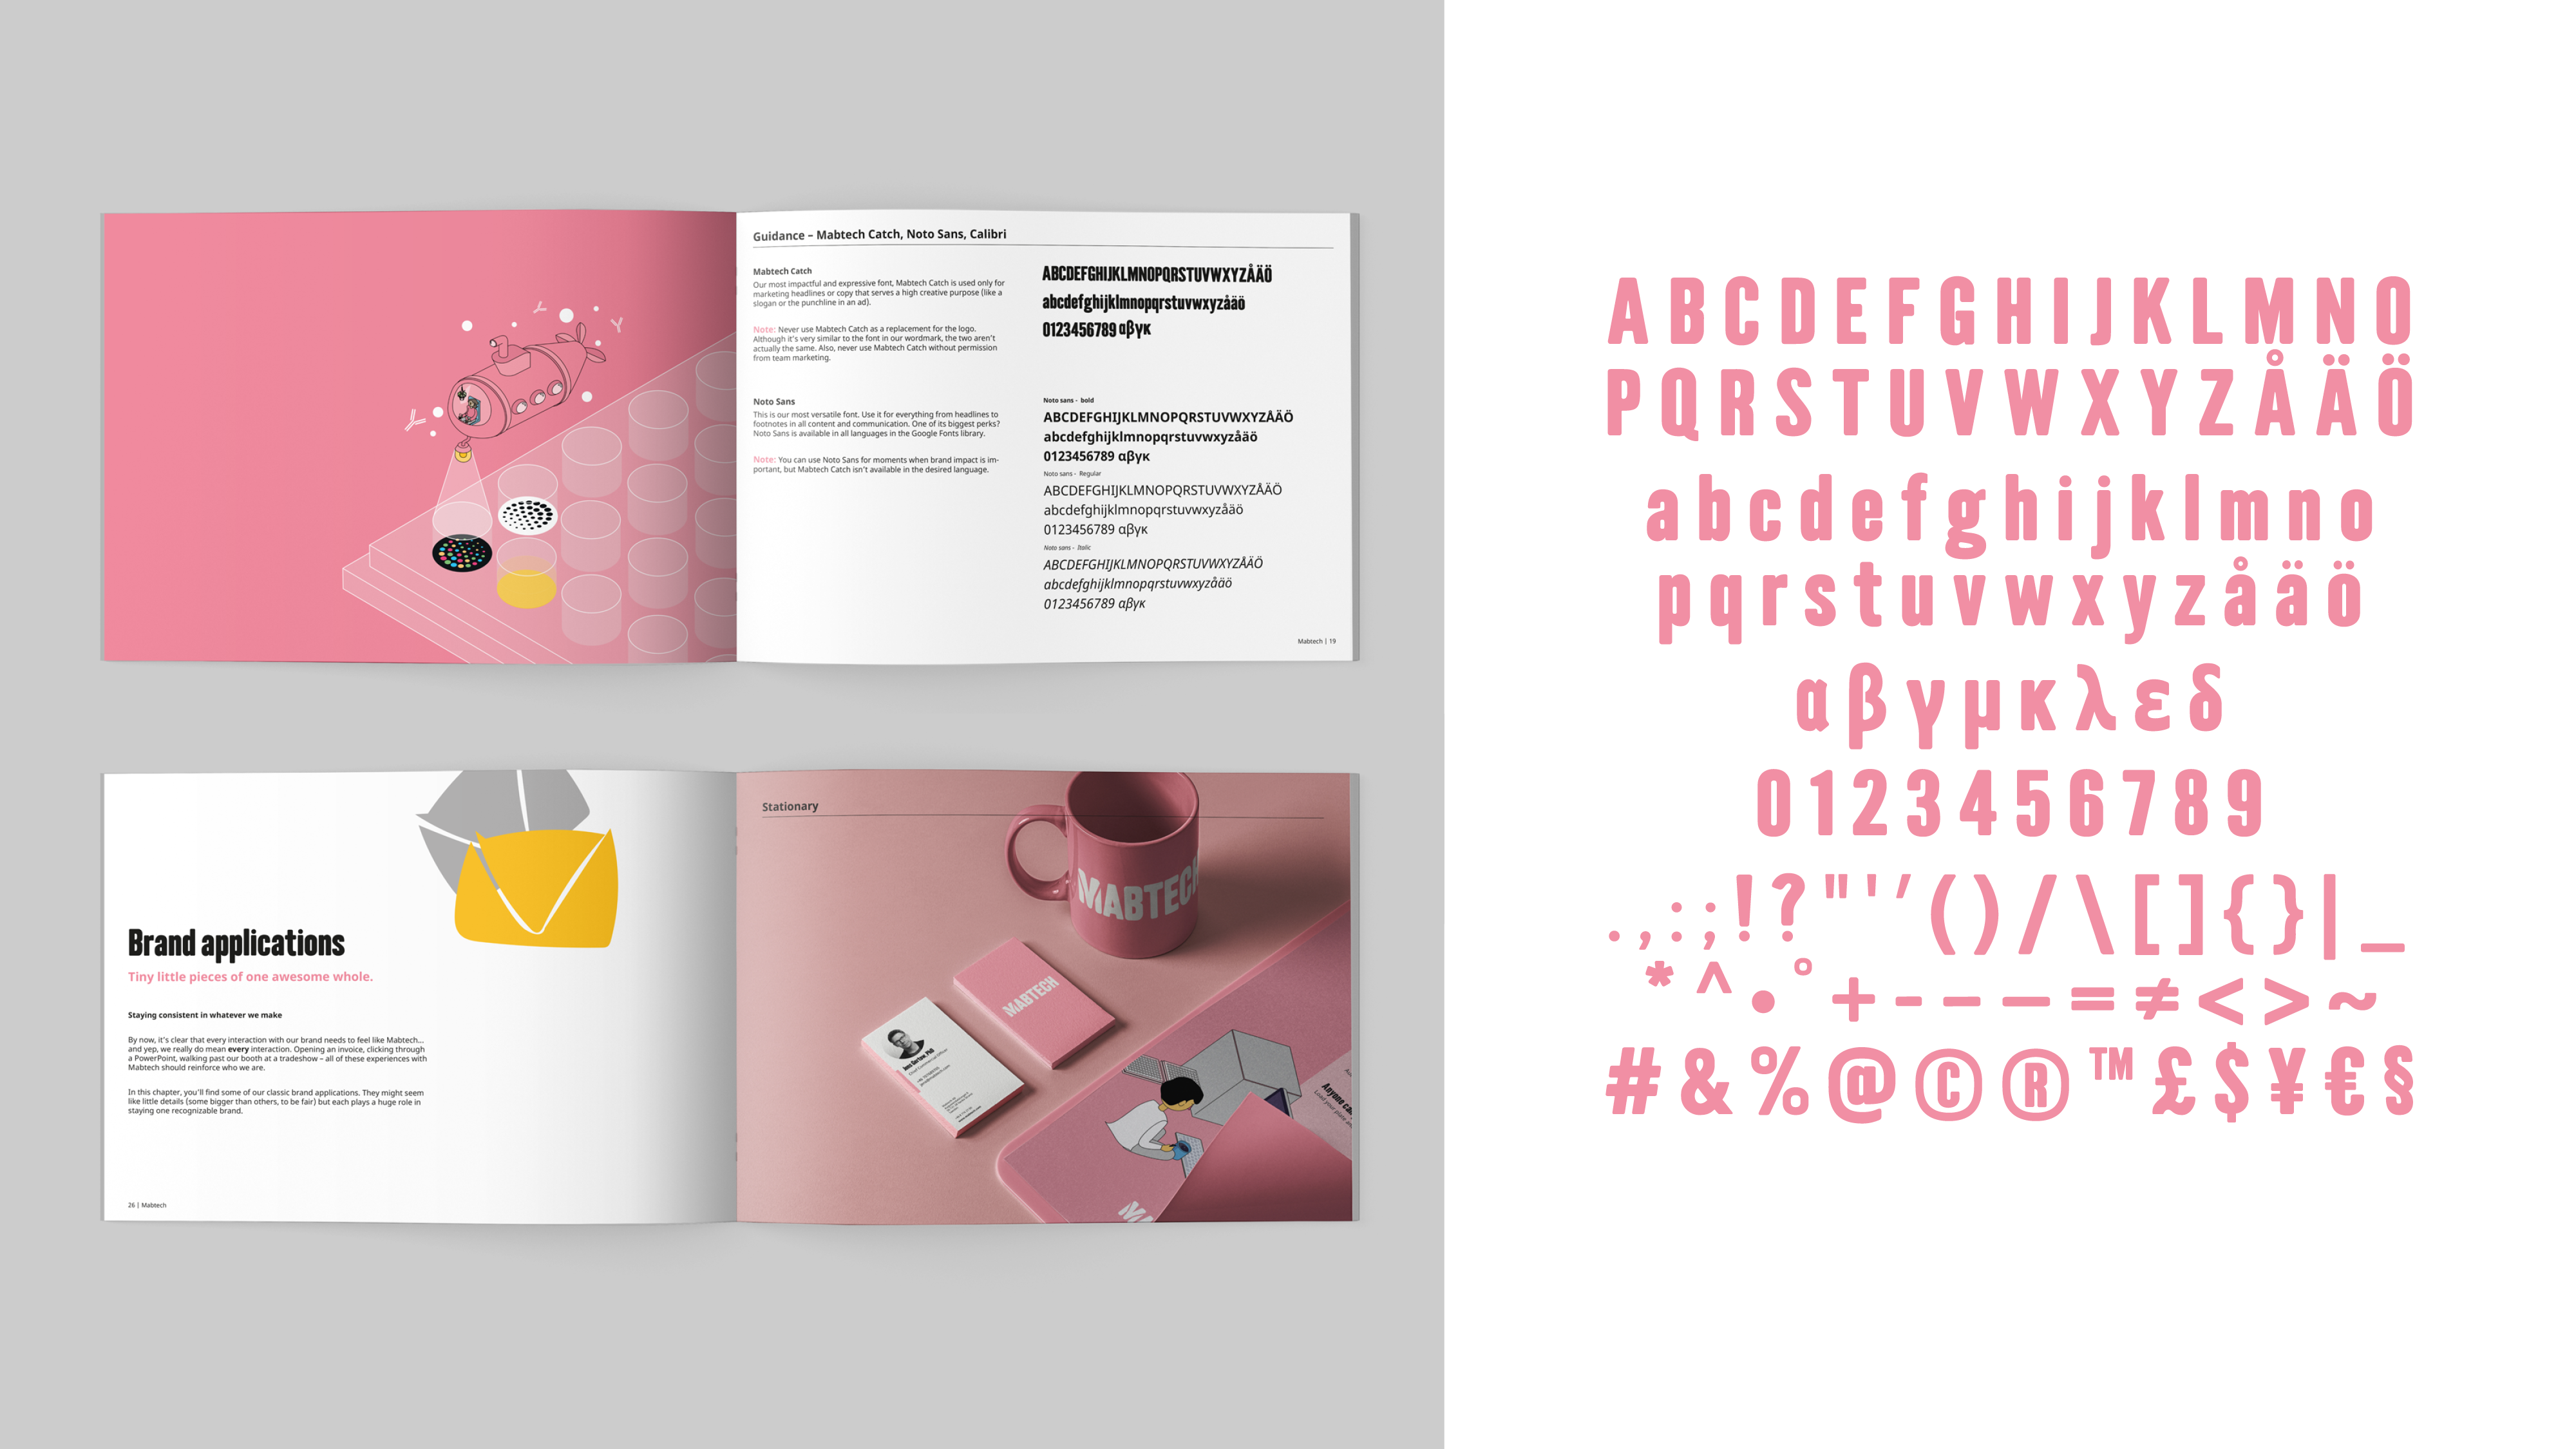 Guidance – Mabtech Catch, Noto Sans, Calibri
Mabtech Catch
Our most impactful and expressive font, Mabtech Catch is used only for
marketing headlines or copy that serves a high creative purpose (like a
slogan or the punchline in an ad).
Note: Never use Mabtech Catch as a replacement for the logo.
Although it's very similar to the font in our wordmark, the two aren't
actually the same. Also, never use Mabtech Catch without permission
from team marketing.
Noto Sans
This is our most versatile font. Use it for everything from headlines to
footnotes in all content and communication. One of its biggest perks?
Noto Sans is available in all languages in the Google Fonts library.
Note: You can use Noto Sans for moments when brand impact is im-
portant, but Mabtech Catch isn't available in the desired language.
ABCDEFGHIJKLMNOPQRSTUVWXYZÅÄÖ
abcdefghijklmnopqrstuvwxyzåäö
0123456789 αβγκ
Noto sans - bold
ABCDEFGHIJKLMNOPQRSTUVWXYZÅÄÖ
abcdefghijklmnopqrstuvwxyzåäö
0123456789 αβγκ
Noto sans - Regular
ABCDEFGHIJKLMNOPQRSTUVWXYZÅÄÖ
abcdefghijklmnopqrstuvwxyzåäö
0123456789 αβγκ
Noto sans - Italic
ABCDEFGHIJKLMNOPQRSTUVWXYZÅÄÖ
abcdefghijklmnopqrstuvwxyzåäö
0123456789 αβγκ
Mabtech | 19
Brand applications
Tiny little pieces of one awesome whole.
Staying consistent in whatever we make
By now, it's clear that every interaction with our brand needs to feel like Mabtech...
and yep, we really do mean every interaction. Opening an invoice, clicking through
a PowerPoint, walking past our booth at a tradeshow – all of these experiences with
Mabtech should reinforce who we are.
In this chapter, you'll find some of our classic brand applications. They might seem
like little details (some bigger than others, to be fair) but each plays a huge role in
staying one recognizable brand.
26 | Mabtech
Stationary
MABTECH
MABTECH
A B C D E F G H I J K L M N O
P Q R S T U V W X Y Z Å Ä Ö
a b c d e f g h i j k l m n o
p q r s t u v w x y z å ä ö
α β γ μ κ λ ε δ
0 1 2 3 4 5 6 7 8 9
. , : ; ! ? " ' ′ ( ) / \ [ ] { } | _
* ^ • ° + - – — = ≠ < > ~
# & % @ © ® ™ £ $ ¥ € §